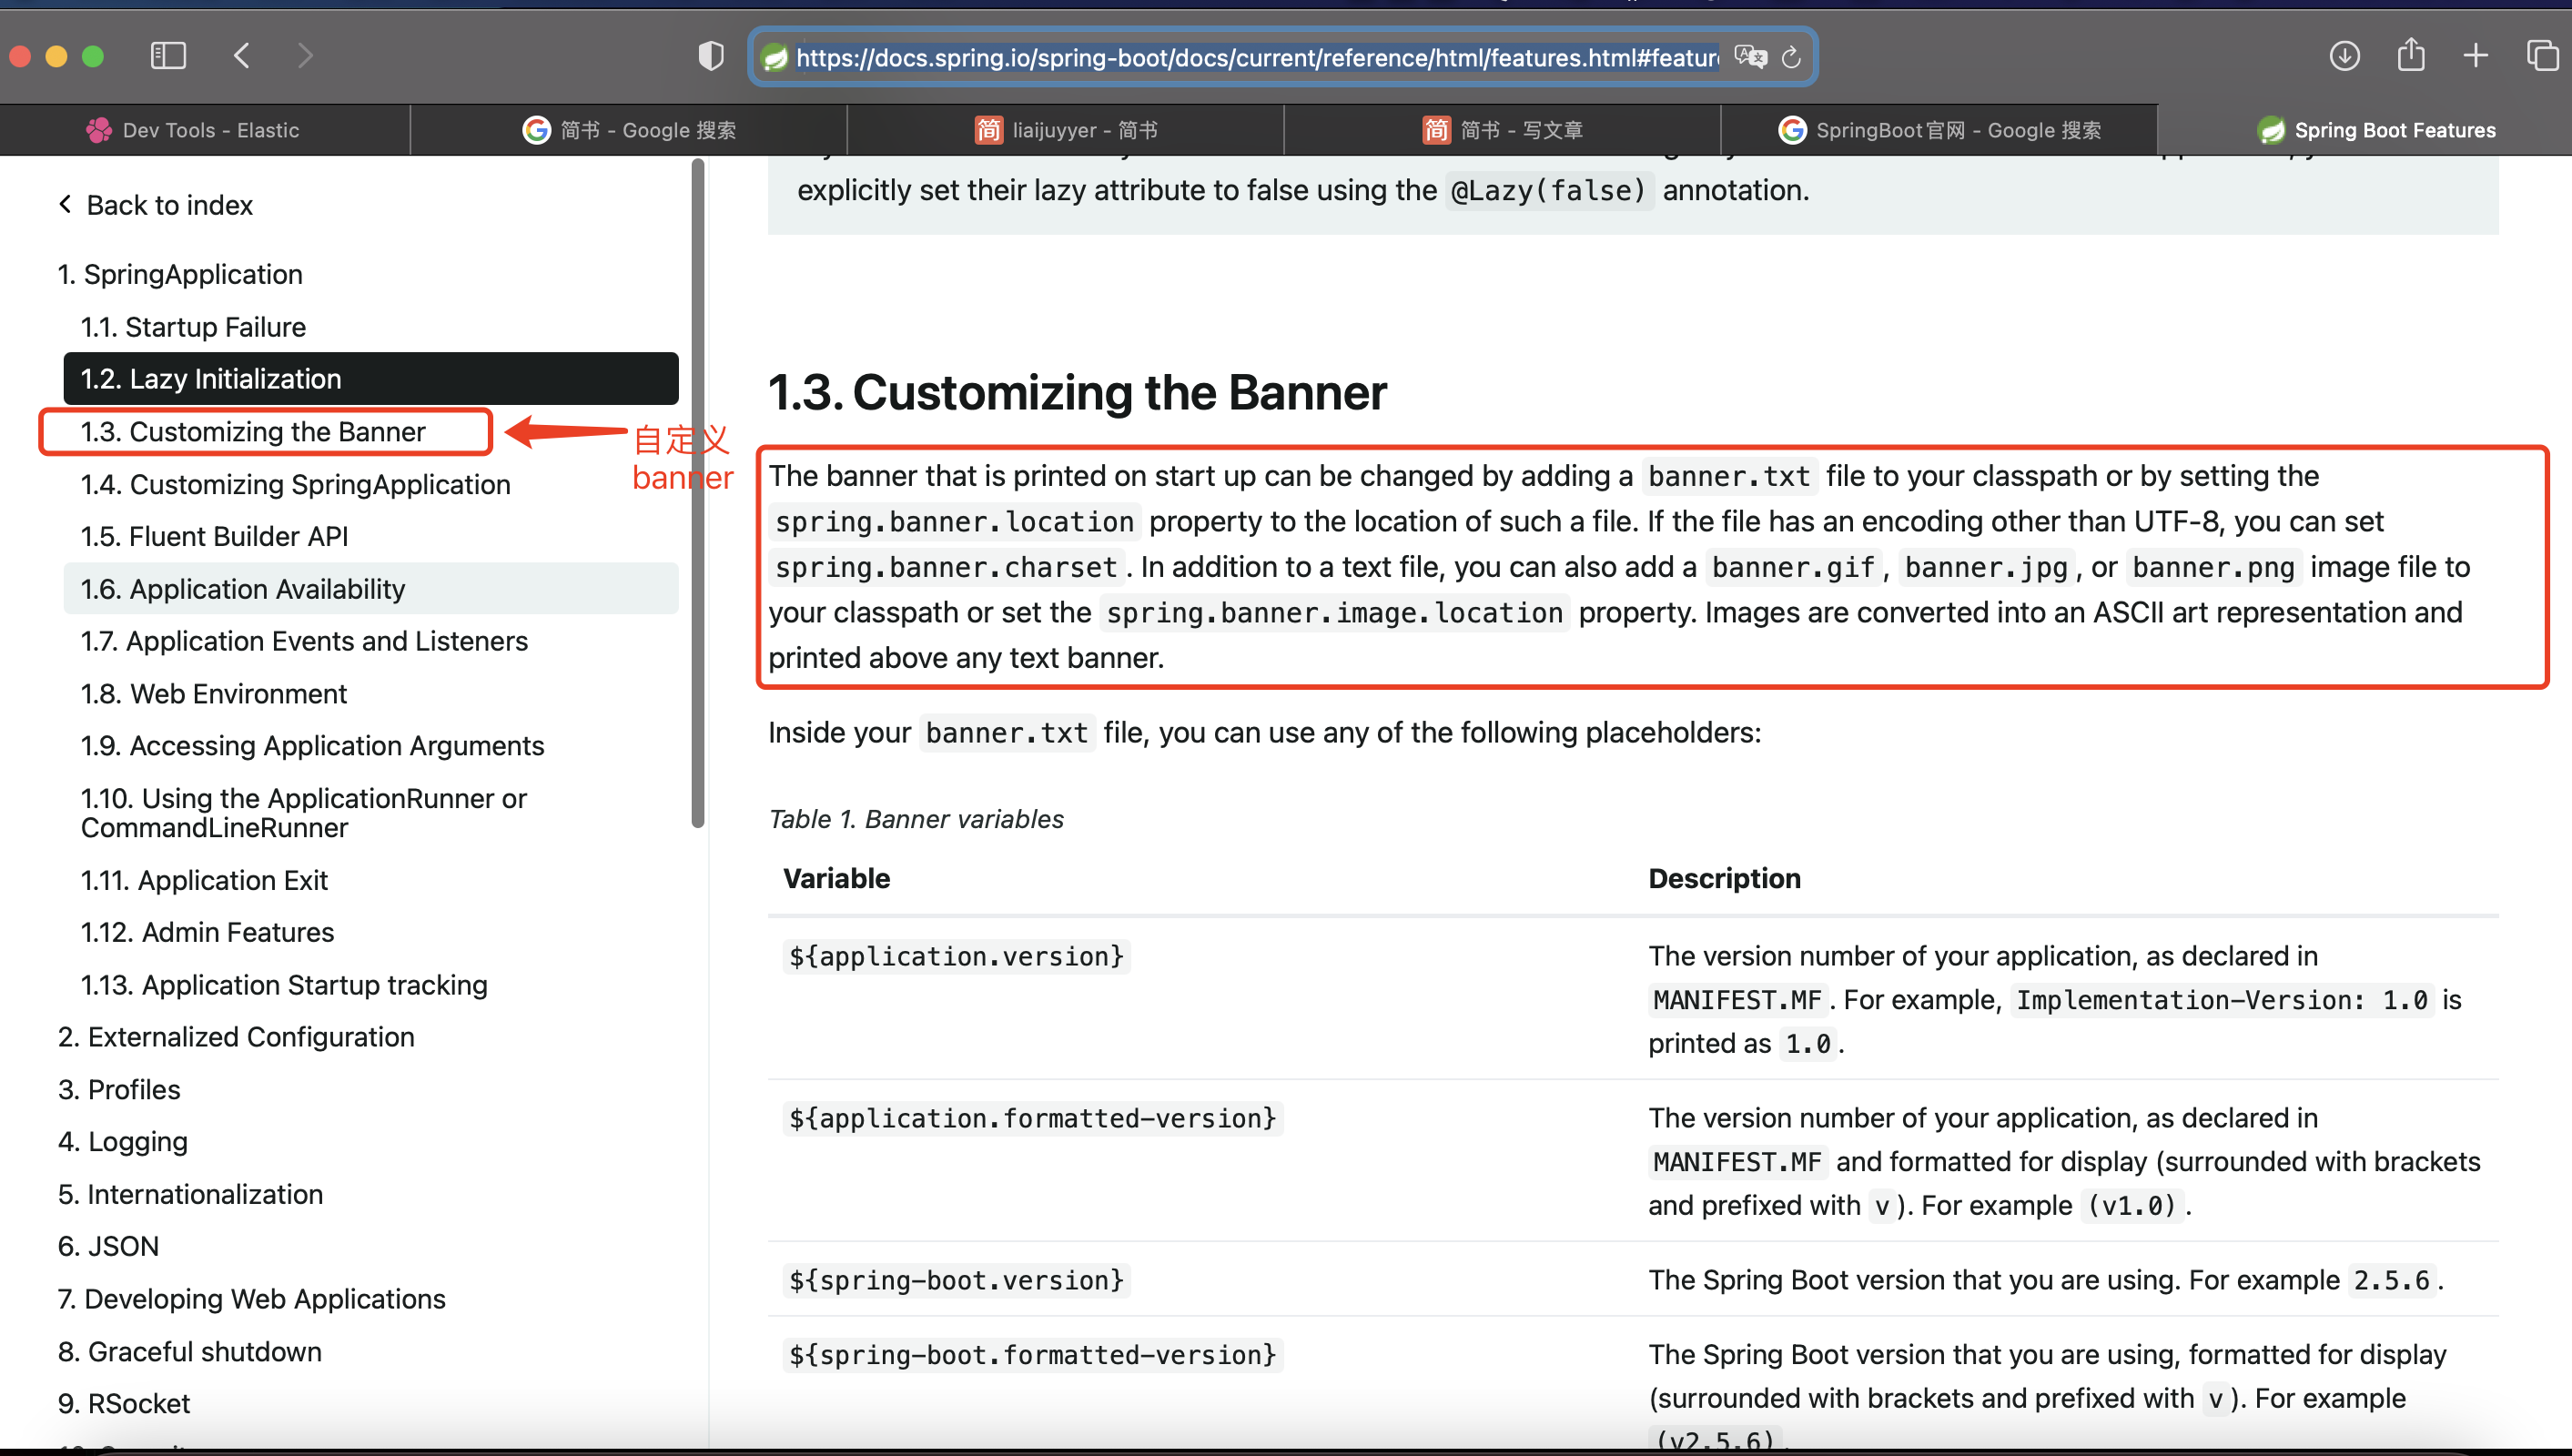 https://docs.spring.io/spring-boot/docs/current/reference/html/features.html#featur
Dev Tools - Elastic
简书 - Google 搜索
简 liaijuyyer - 简书
简 简书 - 写文章
SpringBoot官网 - Google 搜索
Spring Boot Features
Back to index
1. SpringApplication
1.1. Startup Failure
1.2. Lazy Initialization
1.3. Customizing the Banner
自定义
banner
1.4. Customizing SpringApplication
1.5. Fluent Builder API
1.6. Application Availability
1.7. Application Events and Listeners
1.8. Web Environment
1.9. Accessing Application Arguments
1.10. Using the ApplicationRunner or
CommandLineRunner
1.11. Application Exit
1.12. Admin Features
1.13. Application Startup tracking
2. Externalized Configuration
3. Profiles
4. Logging
5. Internationalization
6. JSON
7. Developing Web Applications
8. Graceful shutdown
9. RSocket
explicitly set their lazy attribute to false using the @Lazy(false) annotation.
1.3. Customizing the Banner
The banner that is printed on start up can be changed by adding a banner.txt file to your classpath or by setting the
spring.banner.location property to the location of such a file. If the file has an encoding other than UTF-8, you can set
spring.banner.charset. In addition to a text file, you can also add a banner.gif, banner.jpg, or banner.png image file to
your classpath or set the spring.banner.image.location property. Images are converted into an ASCII art representation and
printed above any text banner.
Inside your banner.txt file, you can use any of the following placeholders:
Table 1. Banner variables
Variable Description
${application.version}
The version number of your application, as declared in
MANIFEST.MF. For example, Implementation-Version: 1.0 is
printed as 1.0.
${application.formatted-version}
The version number of your application, as declared in
MANIFEST.MF and formatted for display (surrounded with brackets
and prefixed with v). For example (v1.0).
${spring-boot.version}
The Spring Boot version that you are using. For example 2.5.6.
${spring-boot.formatted-version}
The Spring Boot version that you are using, formatted for display
(surrounded with brackets and prefixed with v). For example
(v2.5.6).